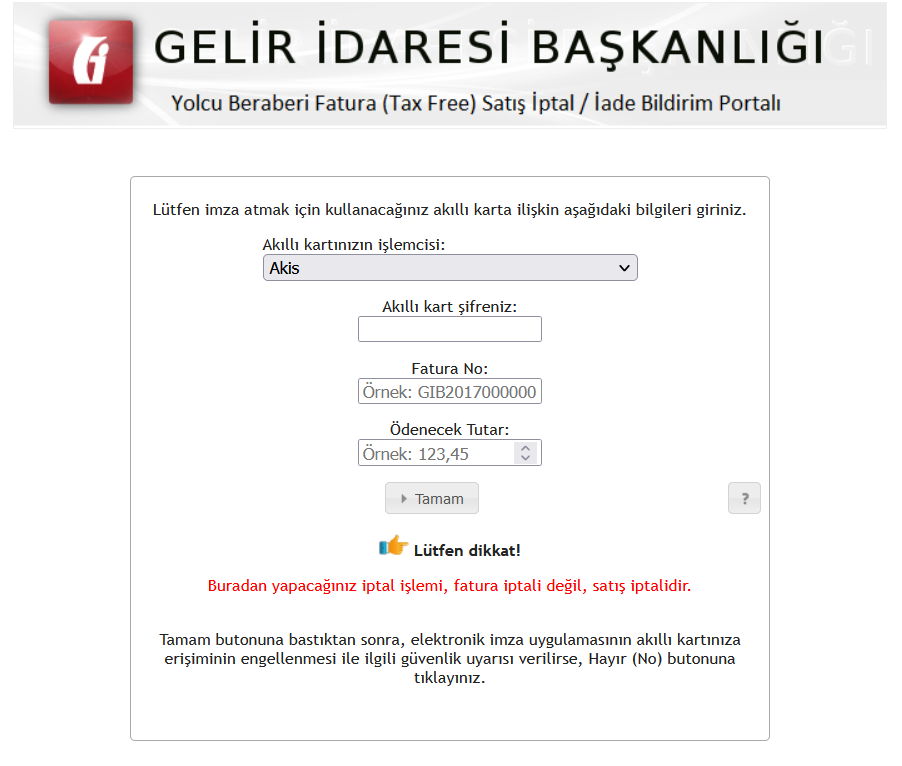 GELİR İDARESİ BAŞKANLIĞI
Yolcu Beraberi Fatura (Tax Free) Satış İptal / İade Bildirim Portalı
Lütfen imza atmak için kullanacağınız akıllı karta ilişkin aşağıdaki bilgileri giriniz.
Akıllı kartınızın işlemcisi:
Akis
Akıllı kart şifreniz:
Fatura No:
Örnek: GIB2017000000
Ödenecek Tutar:
Örnek: 123,45
Tamam
?
Lütfen dikkat!
Buradan yapacağınız iptal işlemi, fatura iptali değil, satış iptalidir.
Tamam butonuna bastıktan sonra, elektronik imza uygulamasının akıllı kartınıza
erişiminin engellenmesi ile ilgili güvenlik uyarısı verilirse, Hayır (No) butonuna
tıklayınız.